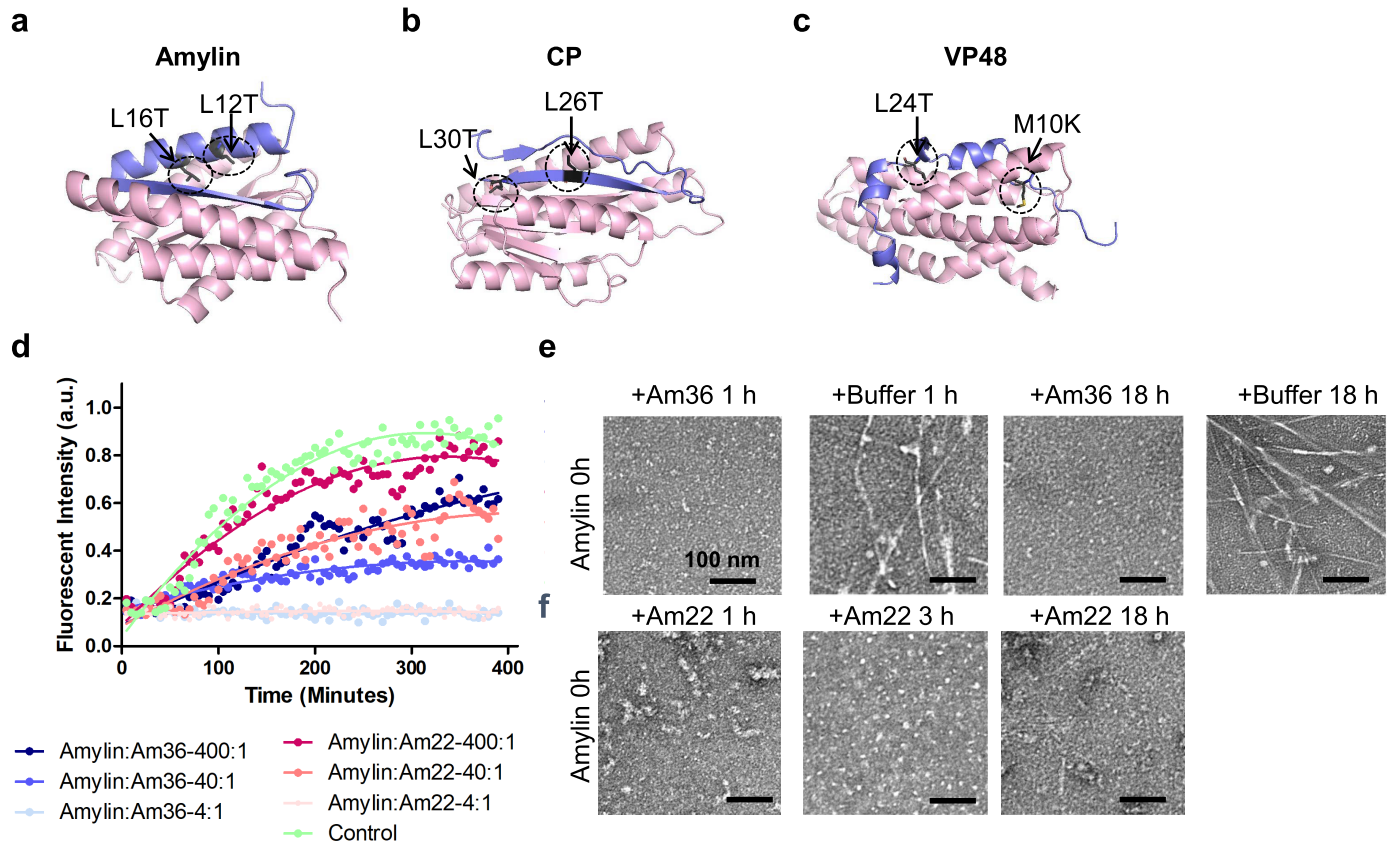 a
b
c
Amylin
CP
VP48
L16T
L12T
L30T
L26T
L24T
M10K
d
e
Fluorescent Intensity (a.u.)
1.0
0.8
0.6
0.4
0.2
0.0
0
100
200
300
400
Time (Minutes)
Amylin:Am36-400:1
Amylin:Am36-40:1
Amylin:Am36-4:1
Amylin:Am22-400:1
Amylin:Am22-40:1
Amylin:Am22-4:1
Control
+Am36 1 h
+Buffer 1 h
+Am36 18 h
+Buffer 18 h
Amylin 0h
100 nm
f
+Am22 1 h
+Am22 3 h
+Am22 18 h
Amylin 0h